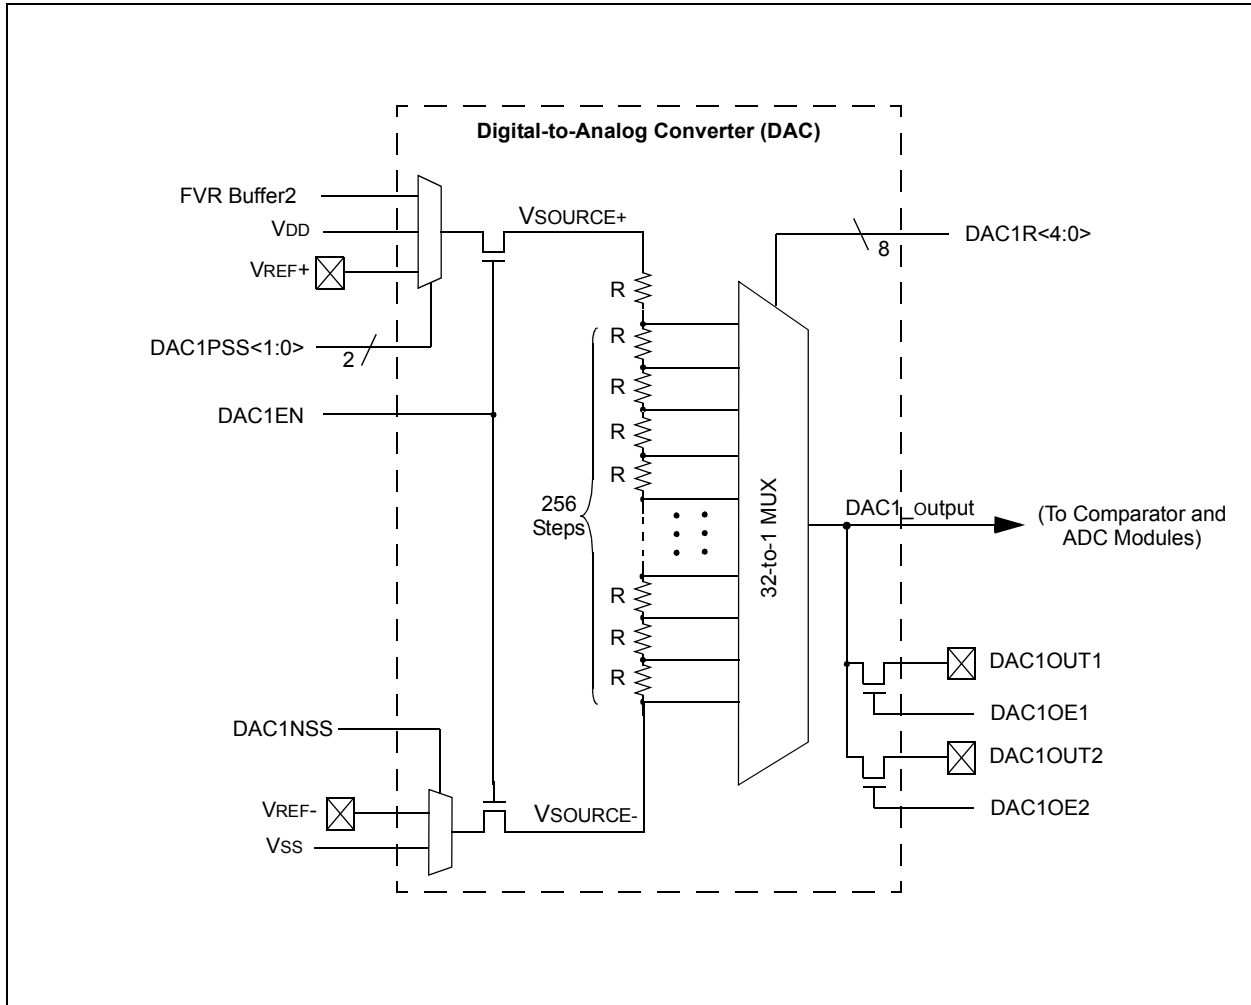 Digital-to-Analog Converter (DAC)
FVR Buffer2
VDD
VREF+
DAC1PSS<1:0>
2
DAC1EN
VSOURCE+
R
R
R
R
R
256
Steps
R
R
R
32-to-1 MUX
8
DAC1R<4:0>
DAC1_output
(To Comparator and
ADC Modules)
DAC1OUT1
DAC1OE1
DAC1OUT2
DAC1OE2
DAC1NSS
VREF-
VSS
VSOURCE-